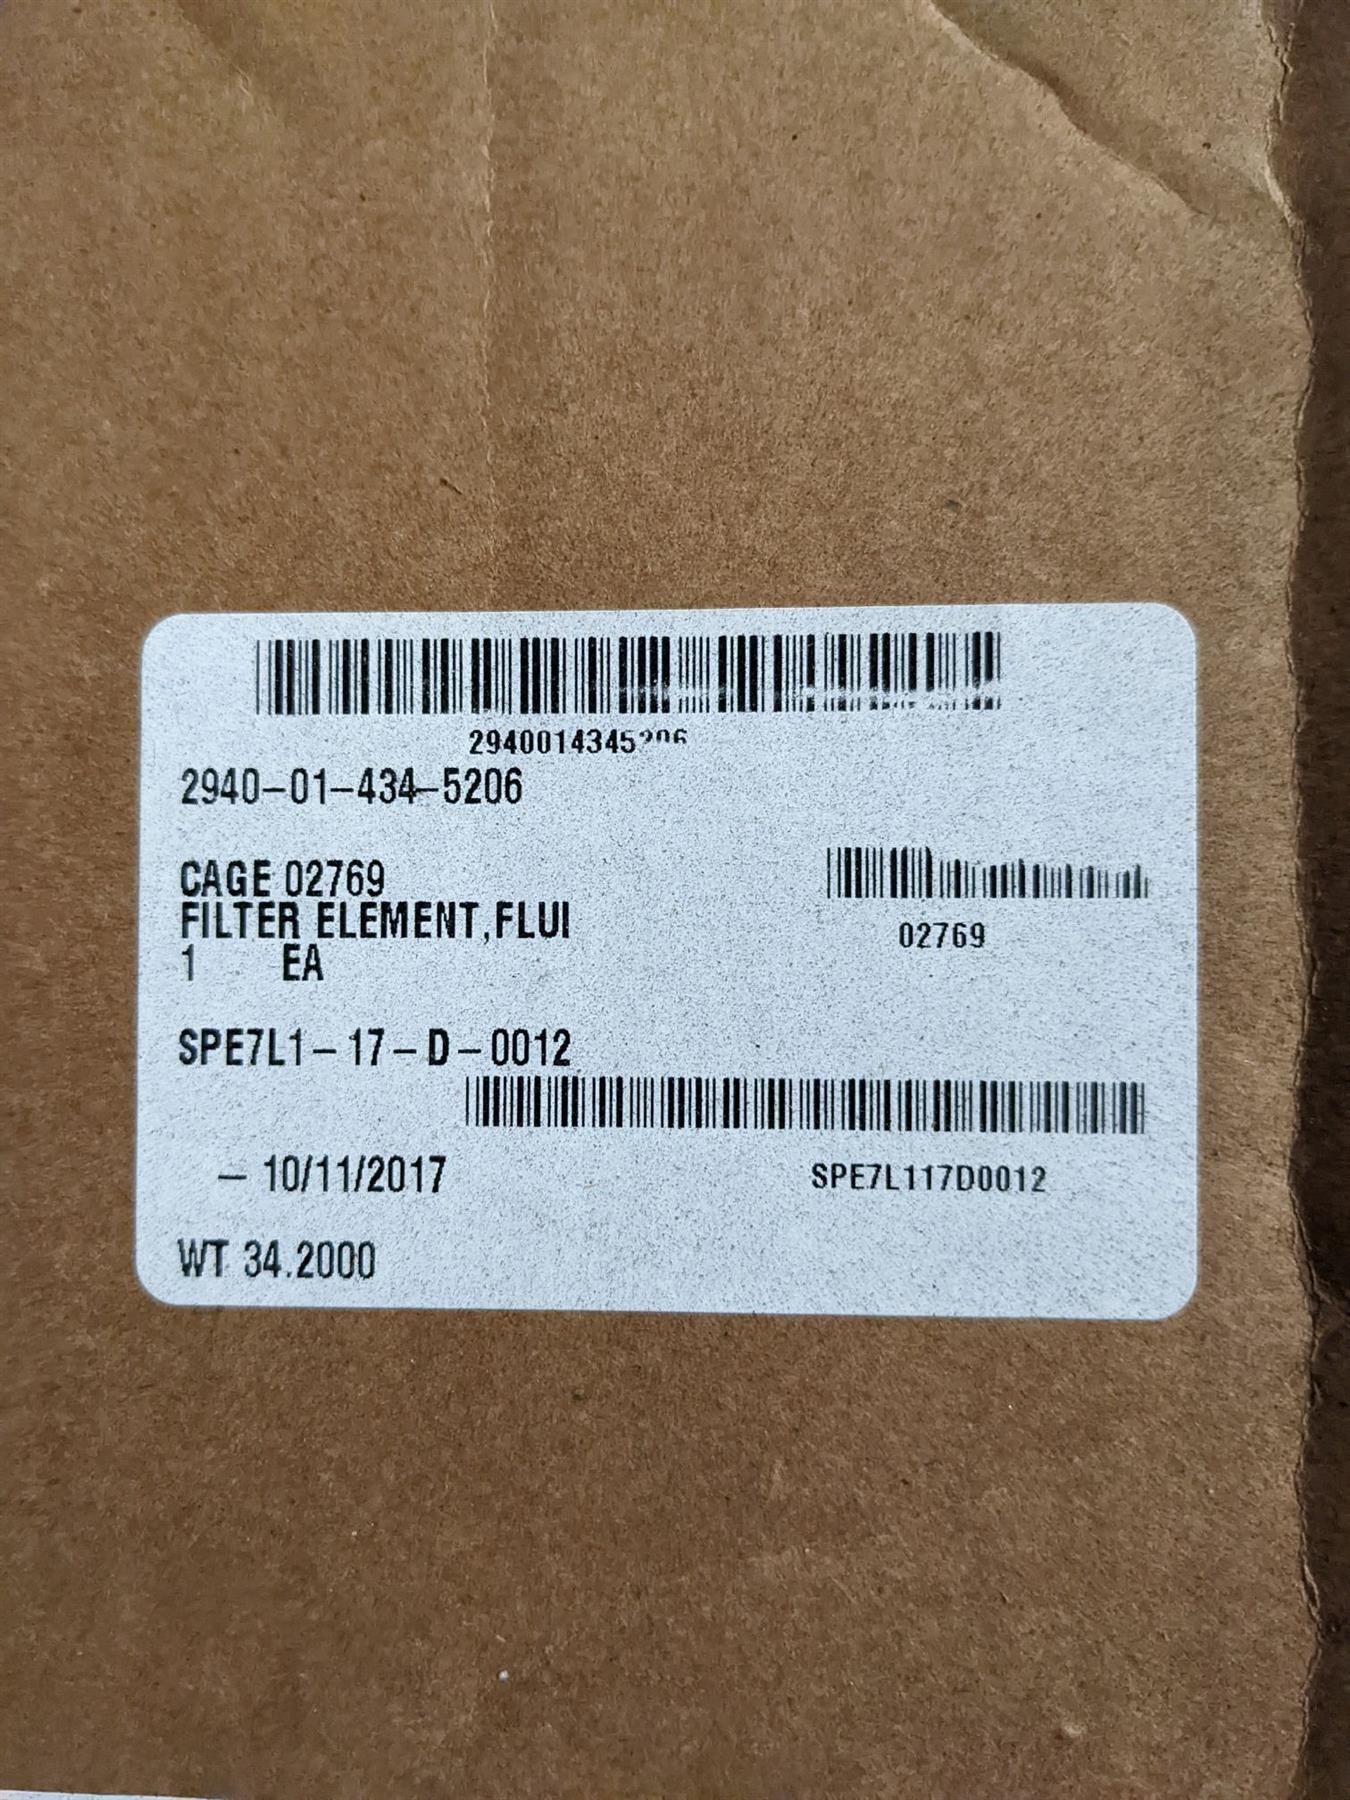 2940014345206
2940-01-434-5206
CAGE 02769
FILTER ELEMENT,FLUI
02769
1 EA
SPE7L1-17-D-0012
- 10/11/2017
SPE7L117D0012
WT 34.2000